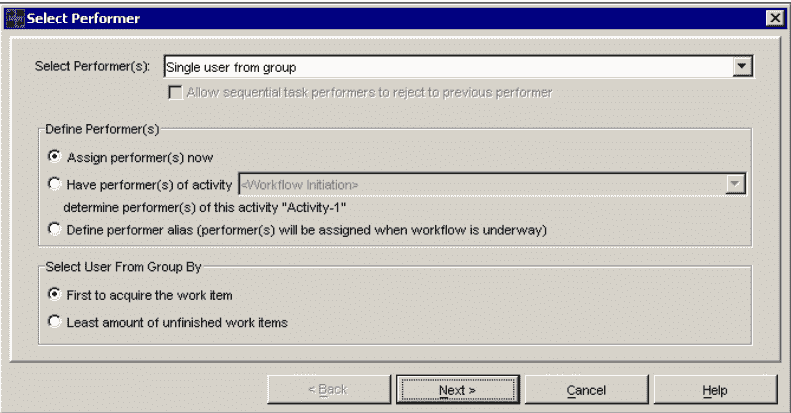 Select Performer
Select Performer(s): Single user from group
Allow sequential task performers to reject to previous performer
Define Performer(s)
Assign performer(s) now
Have performer(s) of activity <Workflow Initiation>
determine performer(s) of this activity "Activity-1"
Define performer alias (performer(s) will be assigned when workflow is underway)
Select User From Group By
First to acquire the work item
Least amount of unfinished work items
< Back Next > Cancel Help